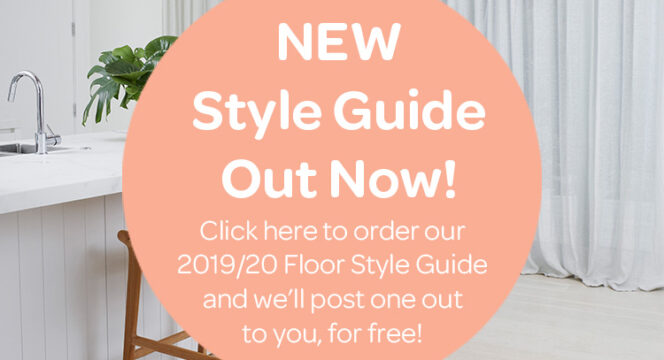 NEW
Style Guide
Out Now!
Click here to order our
2019/20 Floor Style Guide
and we'll post one out
to you, for free!